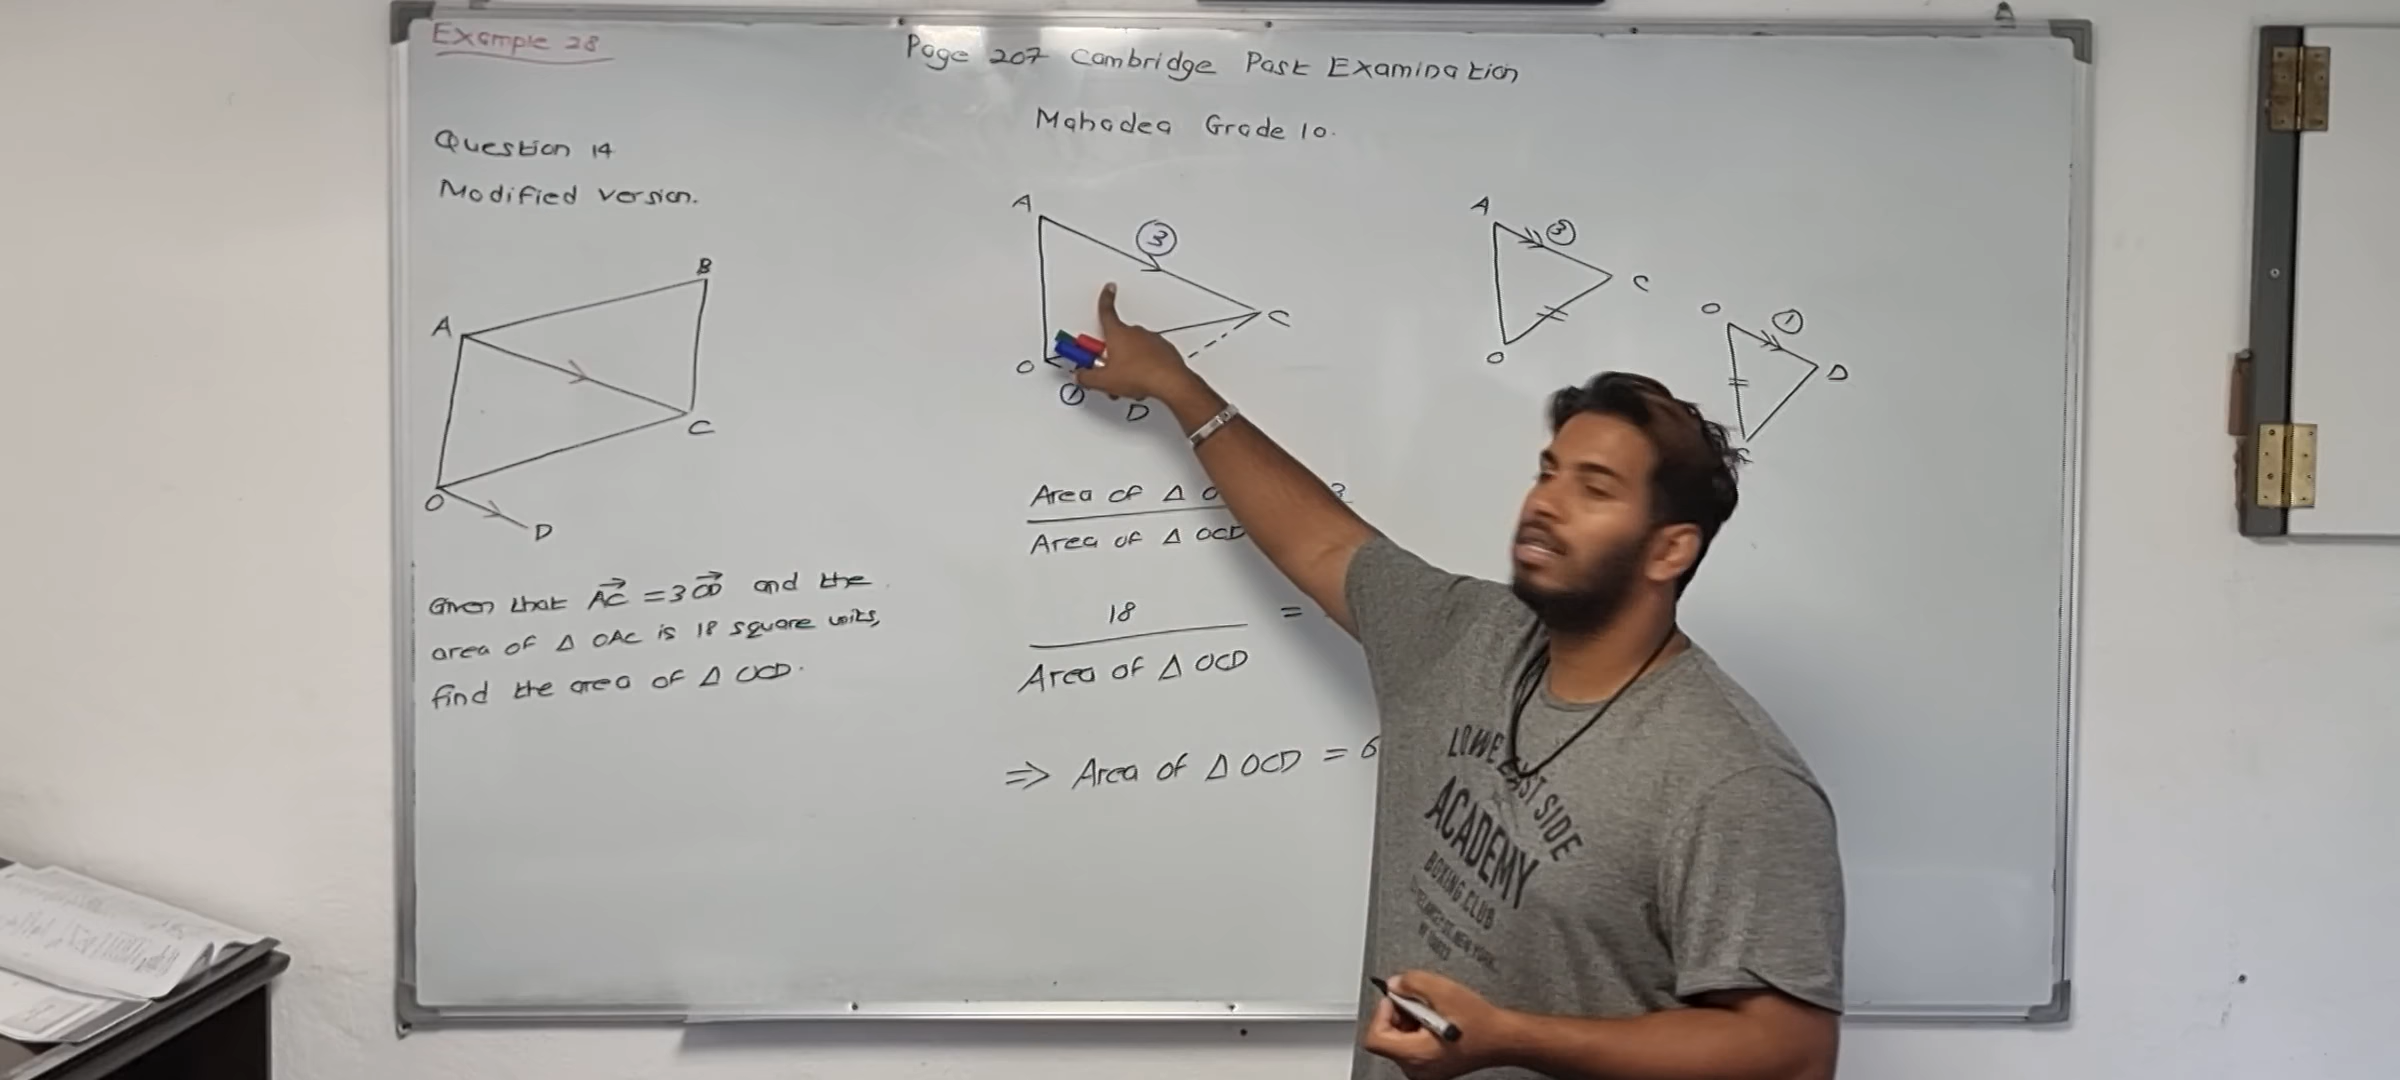 Example 28
Page 207 Cambridge Past Examination
Mahadea Grade 10.
Question 14
Modified version.
A
B
C
O
D
Given that AC = 3OD and the
area of Δ OAC is 18 square units,
find the area of Δ OCD.
A
3
C
O
1
D
A
3
C
O
O
1
D
Area of Δ O
Area of Δ OCD
18 =
Area of Δ OCD
⇒ Area of Δ OCD = 6
LOWE EAST SIDE
ACADEMY
BOXING CLUB